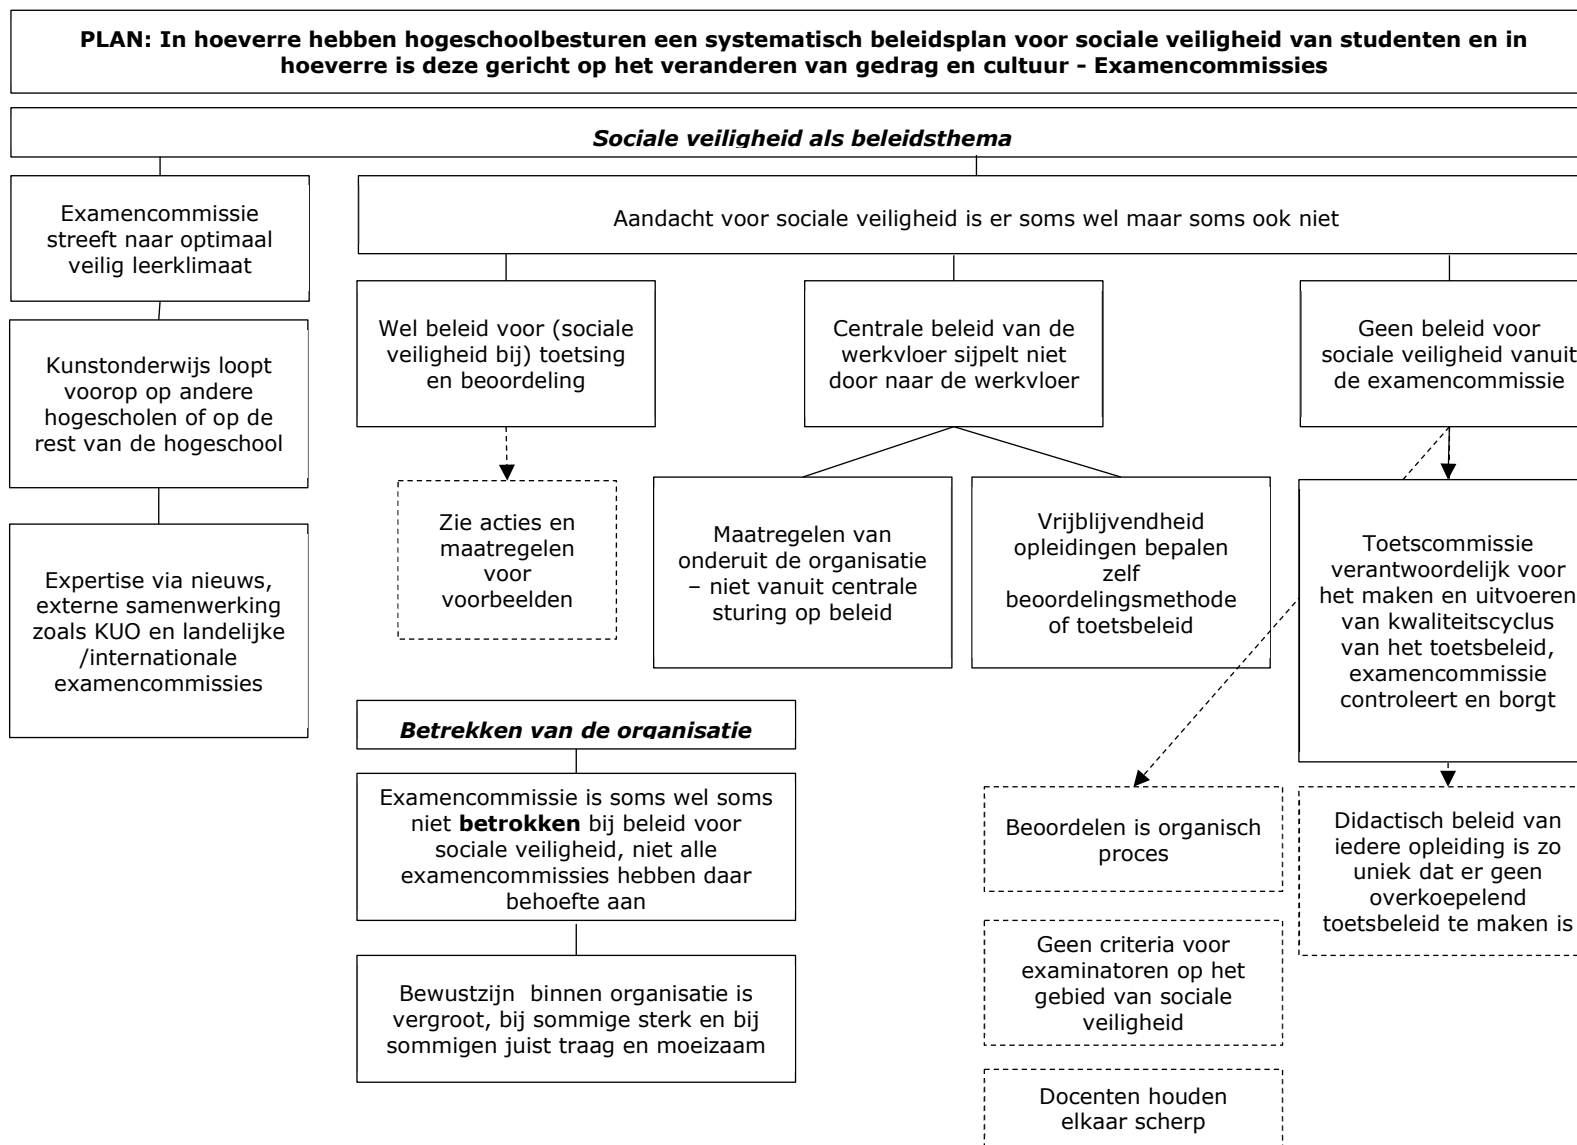 PLAN: In hoeverre hebben hogeschoolbesturen een systematisch beleidsplan voor sociale veiligheid van studenten en in
hoeverre is deze gericht op het veranderen van gedrag en cultuur - Examencommissies
Sociale veiligheid als beleidsthema
Examencommissie
streeft naar optimaal
veilig leerklimaat
Kunstonderwijs loopt
voorop op andere
hogescholen of op de
rest van de hogeschool
Expertise via nieuws,
externe samenwerking
zoals KUO en landelijke
/internationale
examencommissies
Aandacht voor sociale veiligheid is er soms wel maar soms ook niet
Wel beleid voor (sociale
veiligheid bij) toetsing
en beoordeling
Zie acties en
maatregelen
voor
voorbeelden
Centrale beleid van de
werkvloer sijpelt niet
door naar de werkvloer
Maatregelen van
onderuit de organisatie
– niet vanuit centrale
sturing op beleid
Vrijblijvendheid
opleidingen bepalen
zelf
beoordelingsmethode
of toetsbeleid
Geen beleid voor
sociale veiligheid vanuit
de examencommissie
Toetscommissie
verantwoordelijk voor
het maken en uitvoeren
van kwaliteitscyclus
van het toetsbeleid,
examencommissie
controleert en borgt
Didactisch beleid van
iedere opleiding is zo
uniek dat er geen
overkoepelend
toetsbeleid te maken is
Beoordelen is organisch
proces
Geen criteria voor
examinatoren op het
gebied van sociale
veiligheid
Docenten houden
elkaar scherp
Betrekken van de organisatie
Examencommissie is soms wel soms
niet betrokken bij beleid voor
sociale veiligheid, niet alle
examencommissies hebben daar
behoefte aan
Bewustzijn binnen organisatie is
vergroot, bij sommige sterk en bij
sommigen juist traag en moeizaam